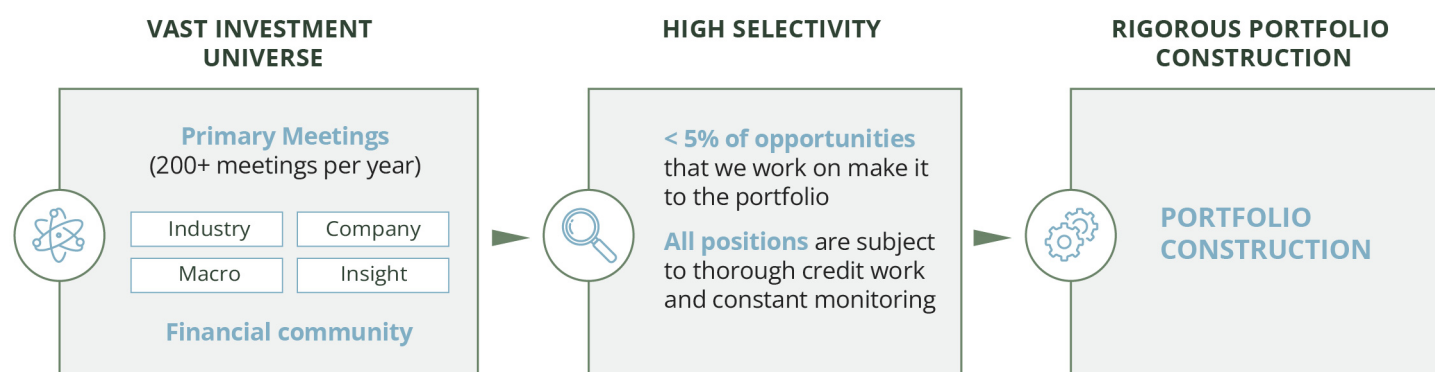 VAST INVESTMENT
UNIVERSE
Primary Meetings
(200+ meetings per year)
Industry
Company
Macro
Insight
Financial community
HIGH SELECTIVITY
< 5% of opportunities
that we work on make it
to the portfolio
All positions are subject
to thorough credit work
and constant monitoring
RIGOROUS PORTFOLIO
CONSTRUCTION
PORTFOLIO
CONSTRUCTION